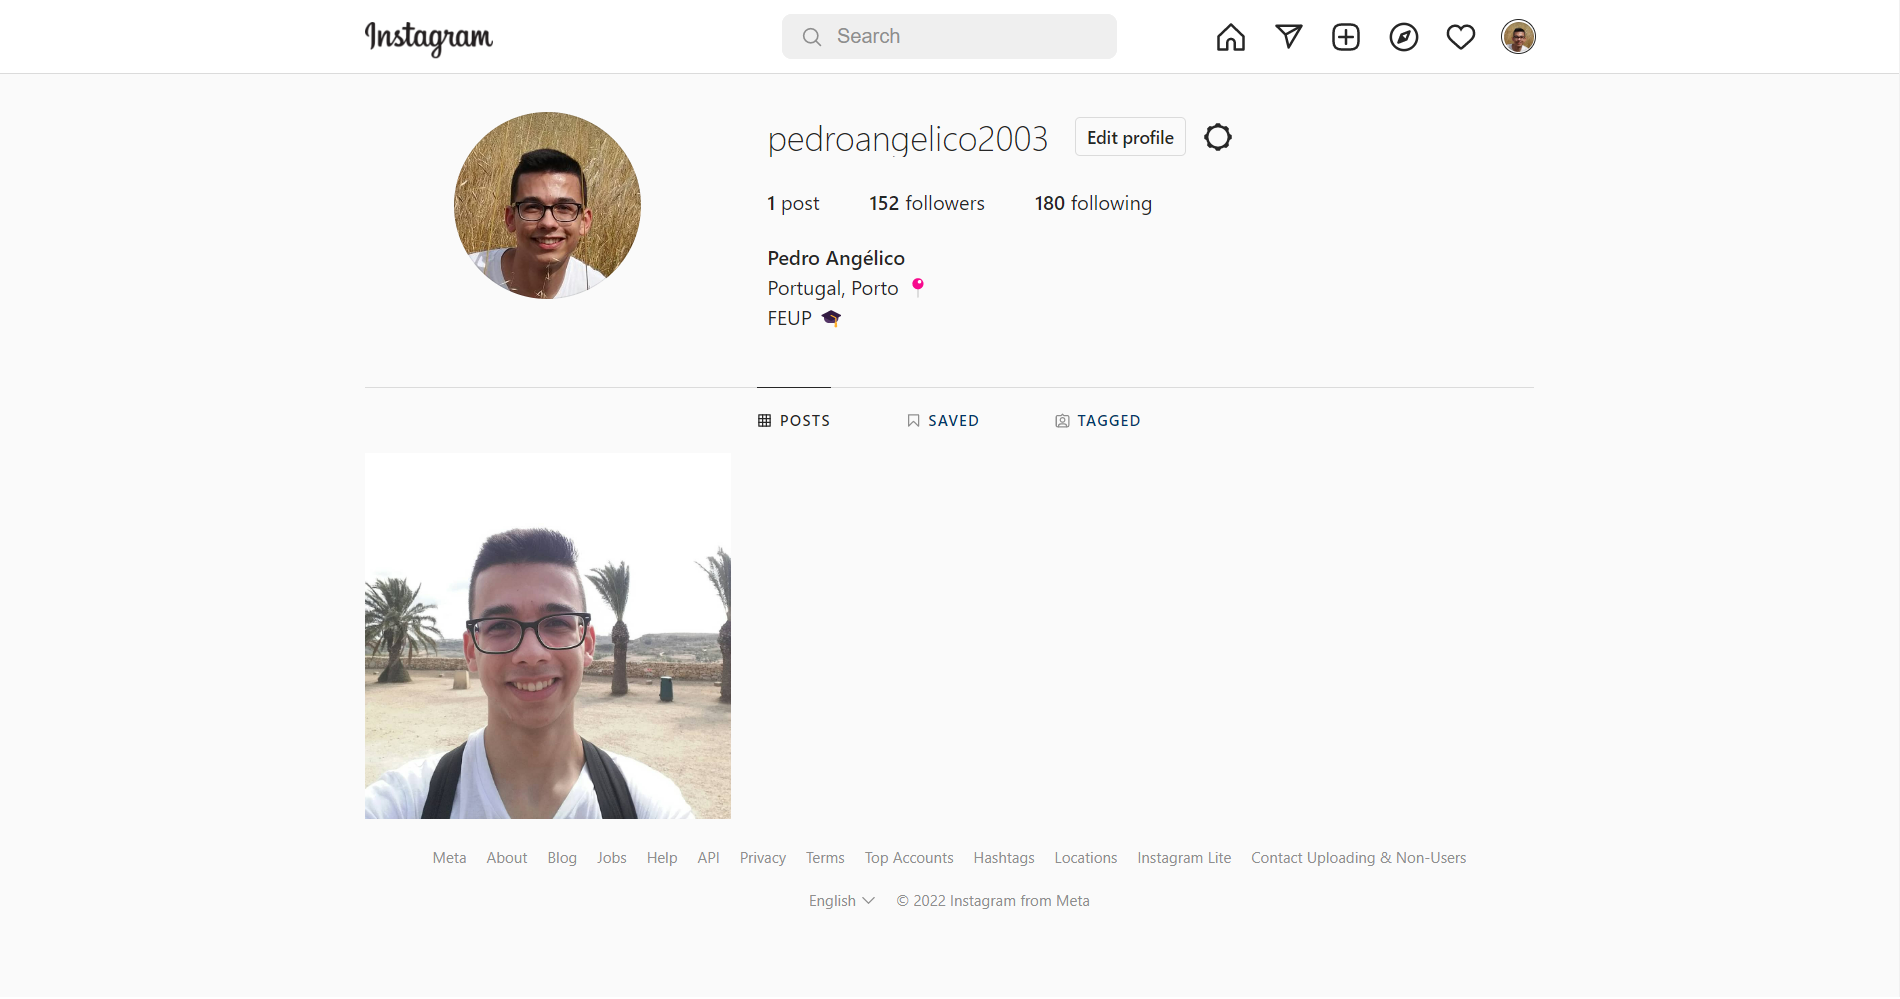 Instagram
Search
pedroangelico2003 Edit profile
1 post 152 followers 180 following
Pedro Angélico
Portugal, Porto 📍
FEUP 🎓
POSTS SAVED TAGGED
Meta About Blog Jobs Help API Privacy Terms Top Accounts Hashtags Locations Instagram Lite Contact Uploading & Non-Users
English © 2022 Instagram from Meta